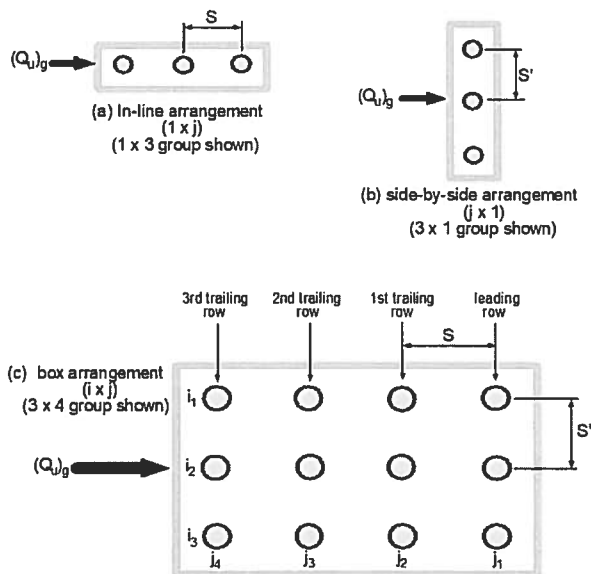 S
(Qu)g
(a) In-line arrangement
(1 x j)
(1 x 3 group shown)
(Qu)g
S'
(b) side-by-side arrangement
(j x 1)
(3 x 1 group shown)
3rd trailing row
2nd trailing row
1st trailing row
leading row
S
(c) box arrangement
(i x j)
(3 x 4 group shown)
i1
S'
(Qu)g
i2
i3
j4
j3
j2
j1